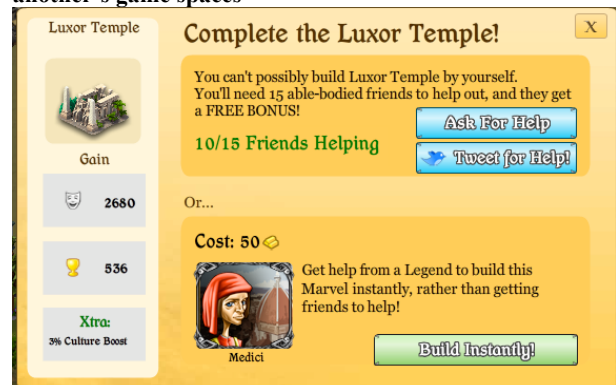 another's game spaces
Luxor Temple
Gain
2680
536
Xtra:
3% Culture Boost
Complete the Luxor Temple!
X
You can't possibly build Luxor Temple by yourself.
You'll need 15 able-bodied friends to help out, and they get
a FREE BONUS!
10/15 Friends Helping
Ask For Help
Tweet for Help!
Or...
Cost: 50
Medici
Get help from a Legend to build this
Marvel instantly, rather than getting
friends to help!
Build Instantly!